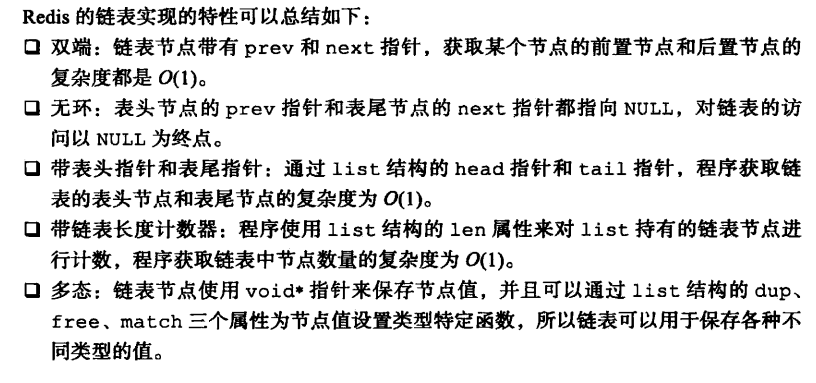 Redis 的链表实现的特性可以总结如下：
❑ 双端：链表节点带有 prev 和 next 指针，获取某个节点的前置节点和后置节点的
复杂度都是 O(1)。
❑ 无环：表头节点的 prev 指针和表尾节点的 next 指针都指向 NULL，对链表的访
问以 NULL 为终点。
❑ 带表头指针和表尾指针：通过 list 结构的 head 指针和 tail 指针，程序获取链
表的表头节点和表尾节点的复杂度为 O(1)。
❑ 带链表长度计数器：程序使用 list 结构的 len 属性来对 list 持有的链表节点进
行计数，程序获取链表中节点数量的复杂度为 O(1)。
❑ 多态：链表节点使用 void* 指针来保存节点值，并且可以通过 list 结构的 dup、
free、match 三个属性为节点值设置类型特定函数，所以链表可以用于保存各种不
同类型的值。